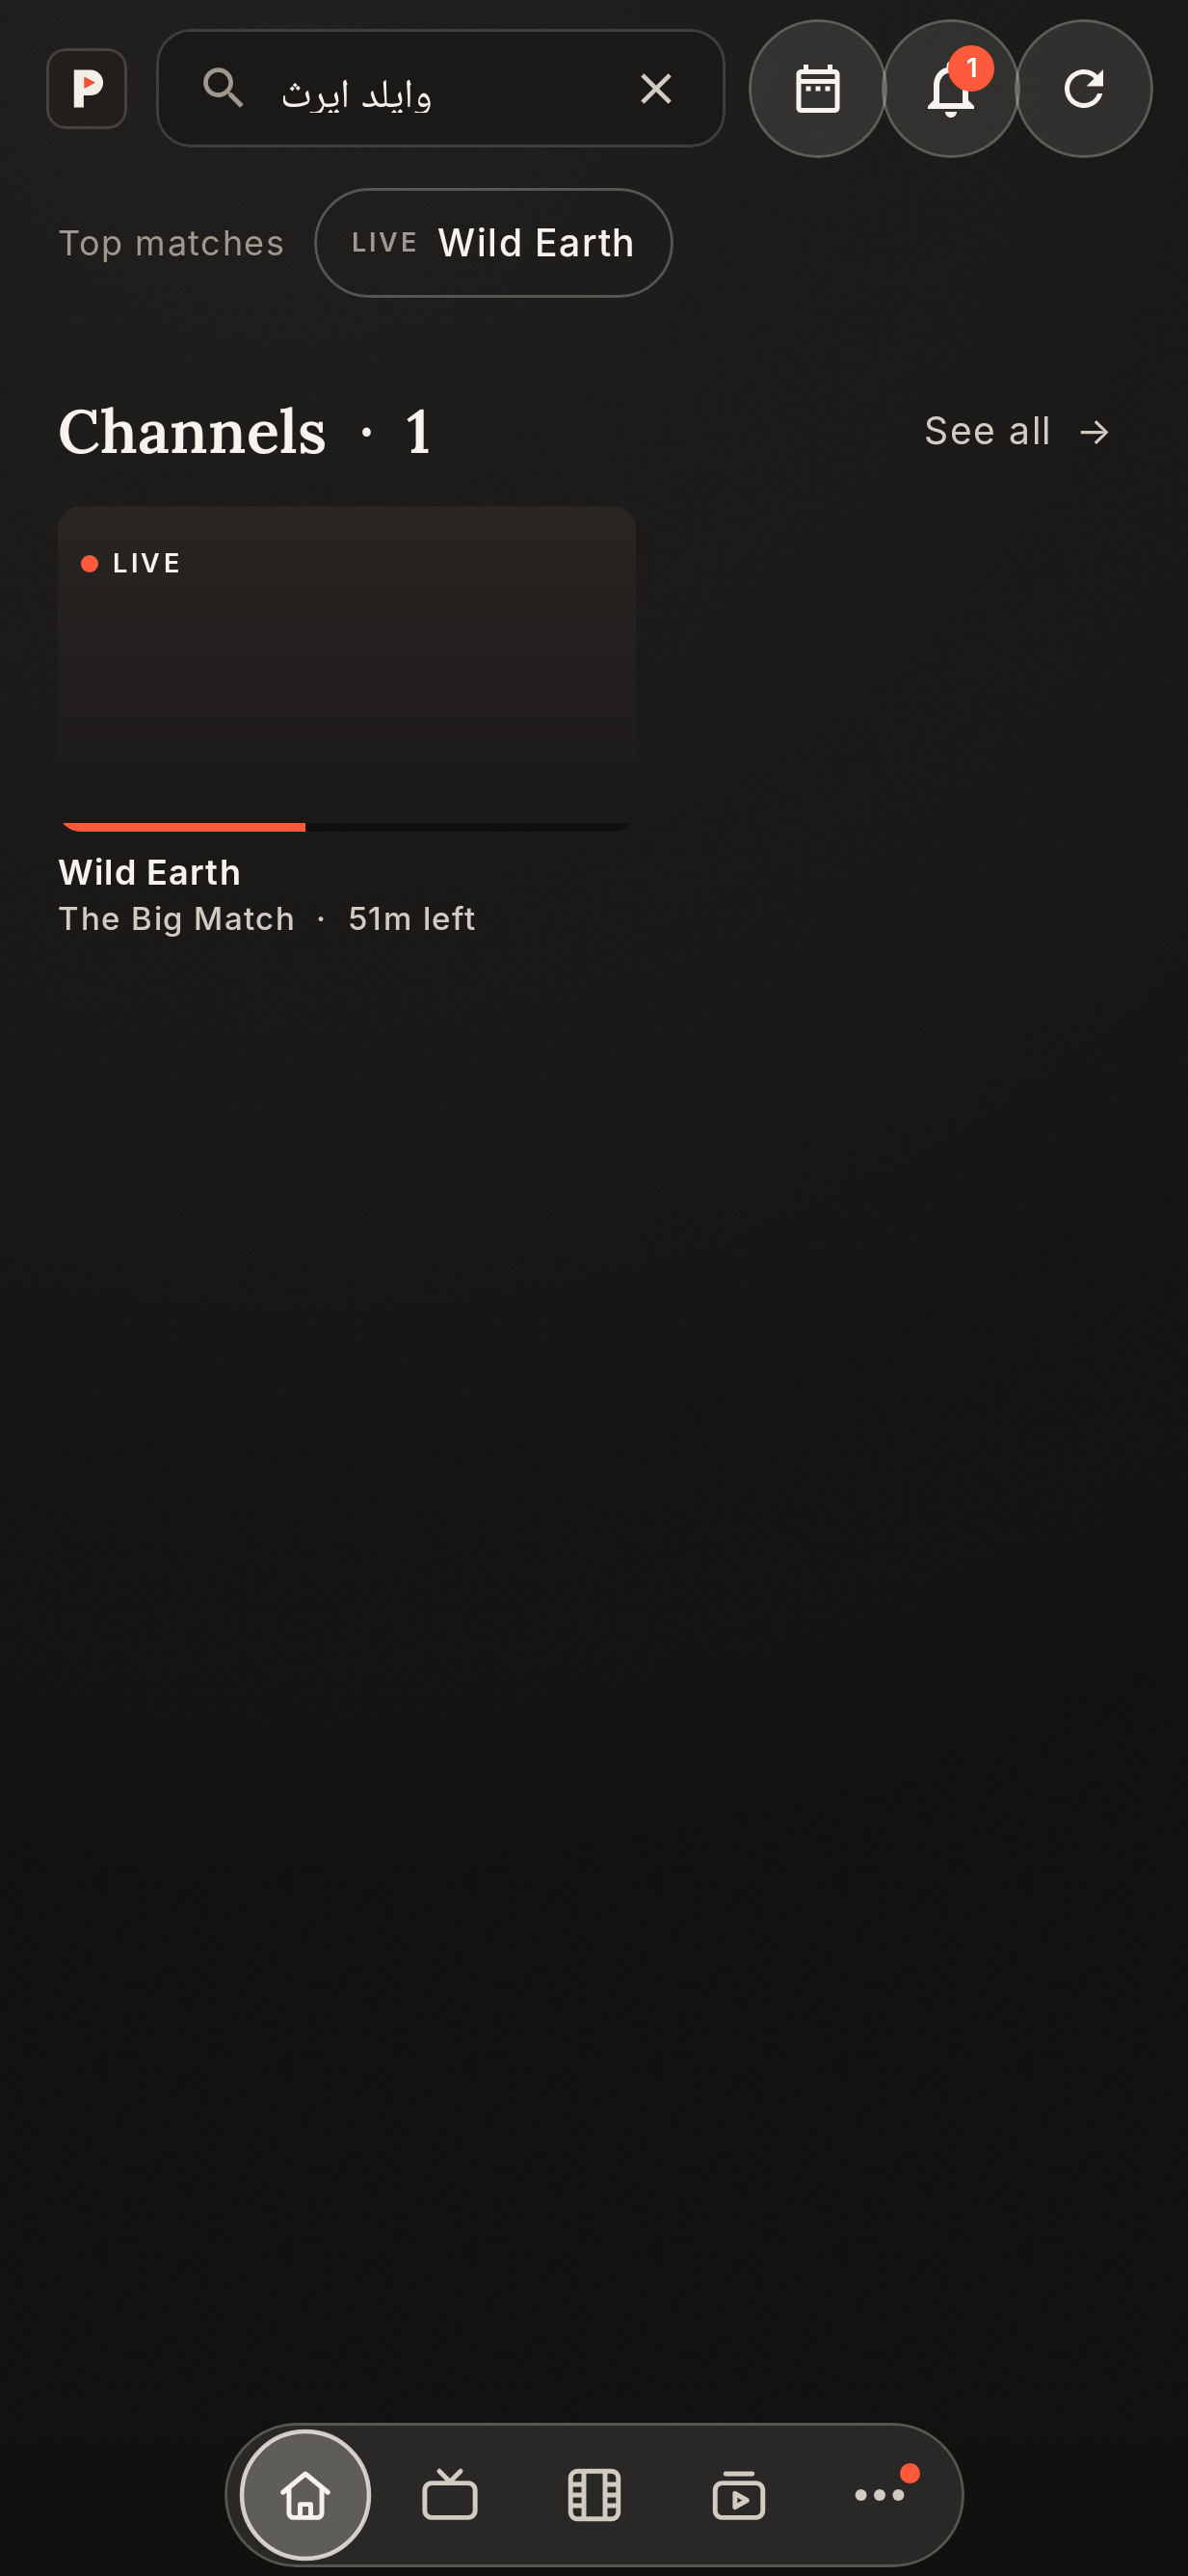 P
وايلد ايرث
1
Top matches
LIVE Wild Earth
Channels · 1
See all →
LIVE
Wild Earth
The Big Match · 51m left